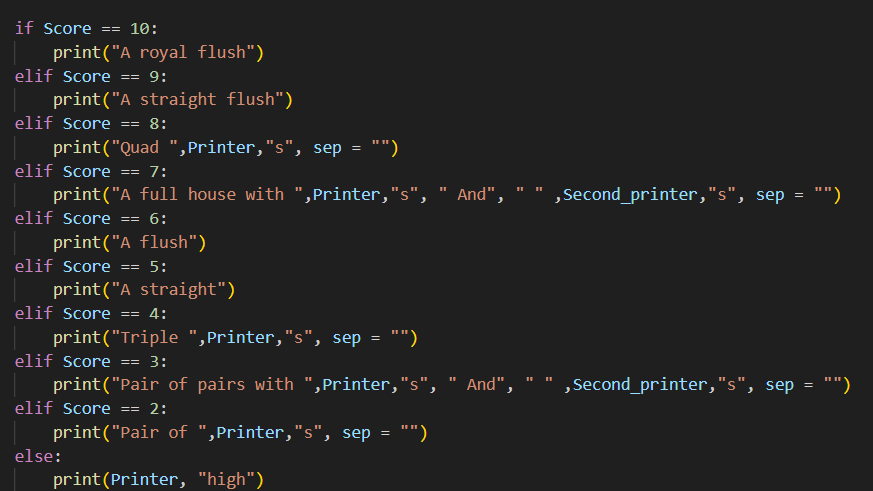 if Score == 10:
    print("A royal flush")
elif Score == 9:
    print("A straight flush")
elif Score == 8:
    print("Quad ",Printer,"s", sep = "")
elif Score == 7:
    print("A full house with ",Printer,"s", " And", " " ,Second_printer,"s", sep = "")
elif Score == 6:
    print("A flush")
elif Score == 5:
    print("A straight")
elif Score == 4:
    print("Triple ",Printer,"s", sep = "")
elif Score == 3:
    print("Pair of pairs with ",Printer,"s", " And", " " ,Second_printer,"s", sep = "")
elif Score == 2:
    print("Pair of ",Printer,"s", sep = "")
else:
    print(Printer, "high")